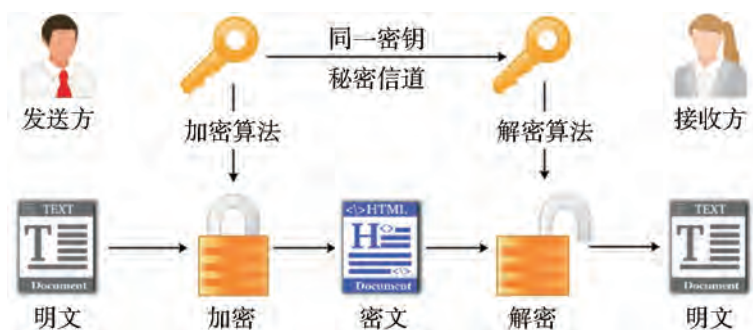 同一密钥
秘密信道
发送方
加密算法
解密算法
接收方
TEXT
T
Document
<\>HTML
H
<>
<\>
Document
TEXT
T
Document
明文
加密
密文
解密
明文